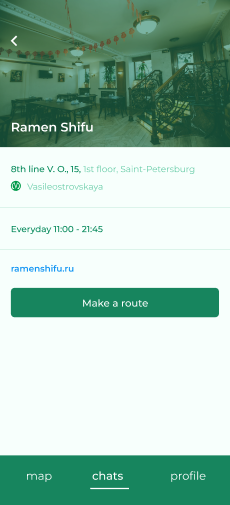 Ramen Shifu
8th line V. O., 15, 1st floor, Saint-Petersburg
Vasileostrovskaya
Everyday 11:00 - 21:45
ramenshifu.ru
Make a route
map chats profile